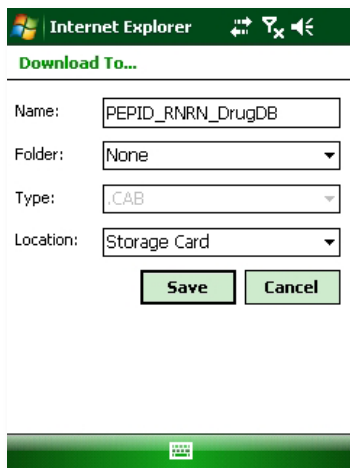 Internet Explorer
Download To...
Name: PEPID_RNRN_DrugDB
Folder: None
Type: .CAB
Location: Storage Card
Save Cancel